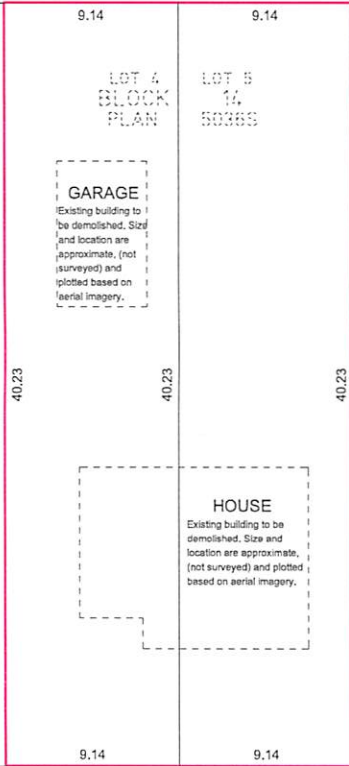 9.14 9.14
LOT 4 LOT 5
BLOCK 14
PLAN 5036S
GARAGE
Existing building to
be demolished. Size
and location are
approximate, (not
surveyed) and
plotted based on
aerial imagery.
40.23 40.23 40.23
HOUSE
Existing building to be
demolished. Size and
location are approximate,
(not surveyed) and plotted
based on aerial imagery.
9.14 9.14